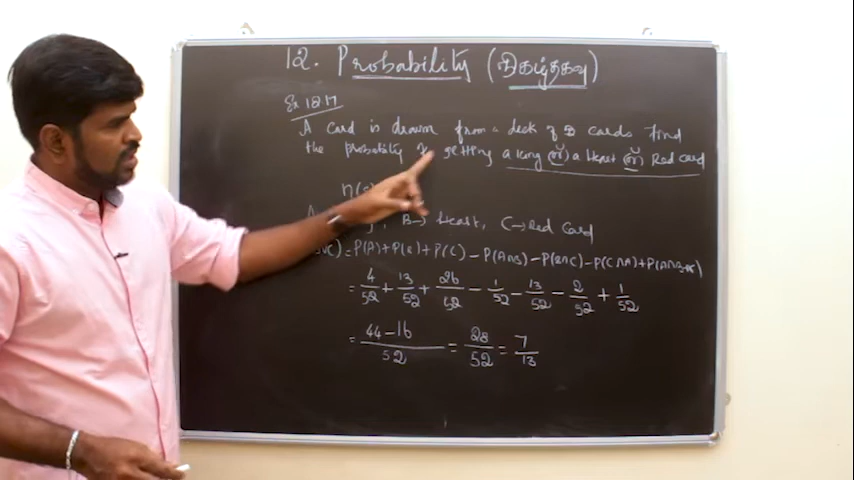 12. Probability (நிகழ்தகவு)
Ex 12.17
A card is drawn from a deck of 52 cards find
the probability of getting a king (or) a heart (or) Red card
n(S)
B→ heart, C→Red Card
UC) = P(A)+P(B)+P(C) - P(A∩B) - P(B∩C) - P(C∩A)+P(A∩B∩C)
= 4/52 + 13/52 + 26/52 - 1/52 - 13/52 - 2/52 + 1/52
= 44-16/52 = 28/52 = 7/13